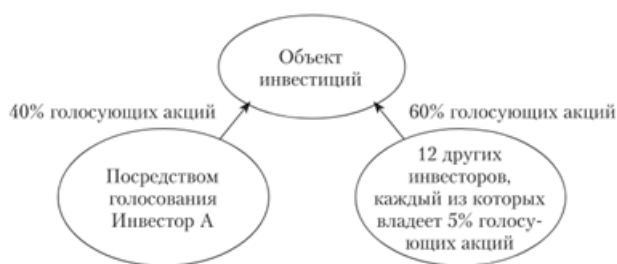 Объект
инвестиций
40% голосующих акций
60% голосующих акций
Посредством
голосования
Инвестор А
12 других
инвесторов,
каждый из которых
владеет 5% голосу-
ющих акций